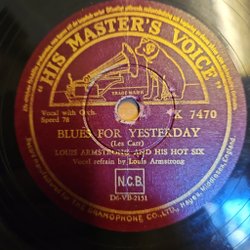 "HIS MASTER'S VOICE"
TRADE MARK
Vocal with Orch.
Speed 78
K 7470
BLUES FOR YESTERDAY
(Les Carr)
LOUIS ARMSTRONG AND HIS HOT SIX
Vocal refrain by Louis Armstrong
N.C.B.
D6-VB-2151
THE GRAMOPHONE CO., LTD., Hayes, Middlesex, England